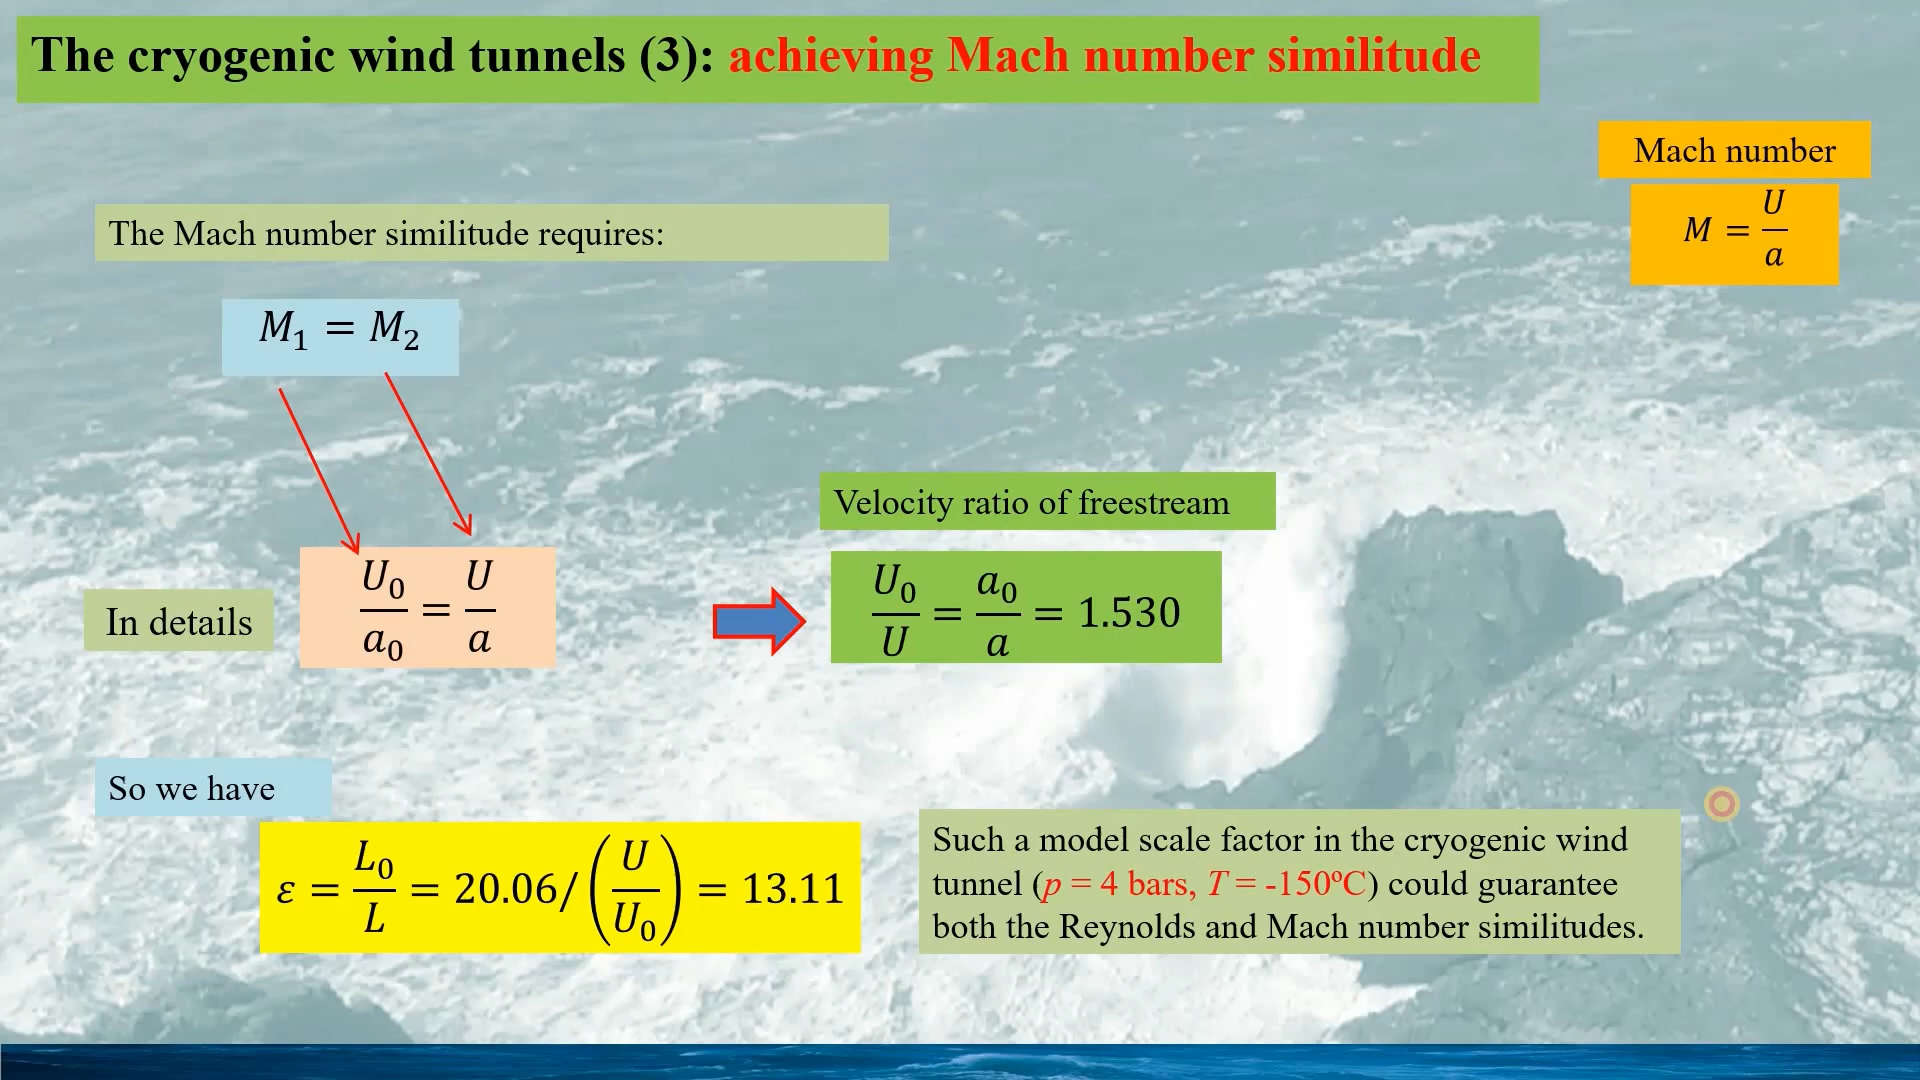 The cryogenic wind tunnels (3): achieving Mach number similitude
Mach number
M = U/a
The Mach number similitude requires:
M₁ = M₂
Velocity ratio of freestream
In details
U₀/a₀ = U/a
U₀/U = a₀/a = 1.530
So we have
ε = L₀/L = 20.06/(U/U₀) = 13.11
Such a model scale factor in the cryogenic wind
tunnel (p = 4 bars, T = -150ºC) could guarantee
both the Reynolds and Mach number similitudes.